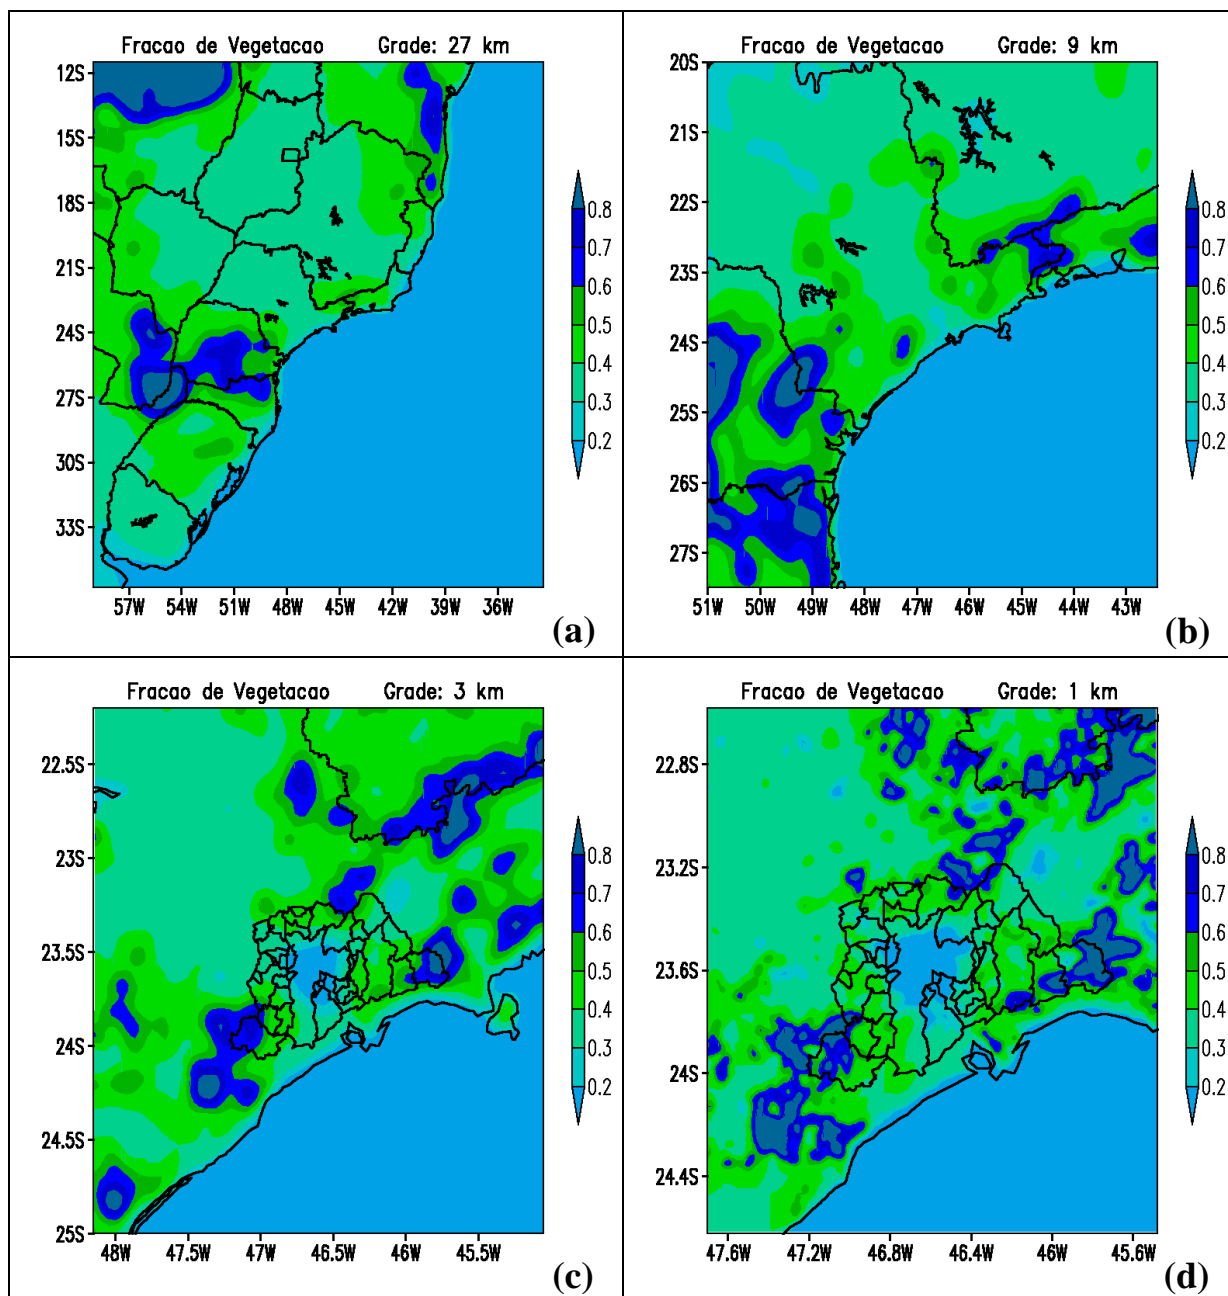 Fracao de Vegetacao Grade: 27 km
12S
15S
18S
21S
24S
27S
30S
33S
57W 54W 51W 48W 45W 42W 39W 36W
0.8
0.7
0.6
0.5
0.4
0.3
0.2
(a)
Fracao de Vegetacao Grade: 9 km
20S
21S
22S
23S
24S
25S
26S
27S
51W 50W 49W 48W 47W 46W 45W 44W 43W
0.8
0.7
0.6
0.5
0.4
0.3
0.2
(b)
Fracao de Vegetacao Grade: 3 km
22.5S
23S
23.5S
24S
24.5S
25S
48W 47.5W 47W 46.5W 46W 45.5W
0.8
0.7
0.6
0.5
0.4
0.3
0.2
(c)
Fracao de Vegetacao Grade: 1 km
22.8S
23.2S
23.6S
24S
24.4S
47.6W 47.2W 46.8W 46.4W 46W 45.6W
0.8
0.7
0.6
0.5
0.4
0.3
0.2
(d)